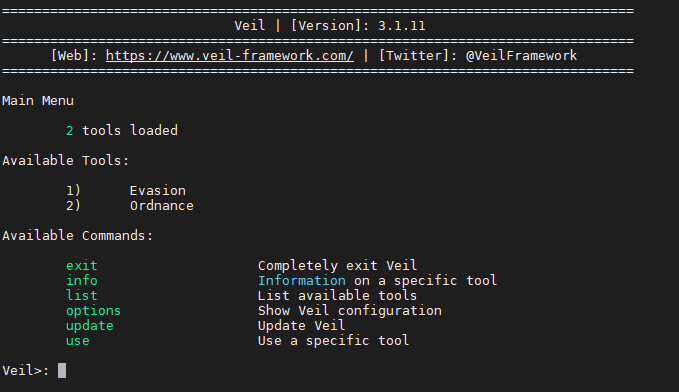 ===============================================================================
Veil | [Version]: 3.1.11
===============================================================================
[Web]: https://www.veil-framework.com/ | [Twitter]: @VeilFramework
===============================================================================
Main Menu
2 tools loaded
Available Tools:
1) Evasion
2) Ordnance
Available Commands:
exit Completely exit Veil
info Information on a specific tool
list List available tools
options Show Veil configuration
update Update Veil
use Use a specific tool
Veil>: